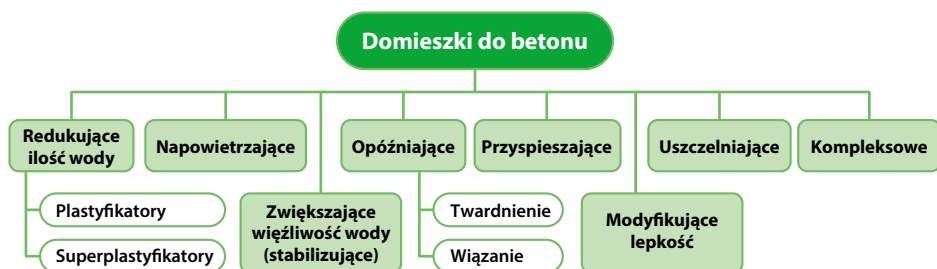 Domieszki do betonu
Redukujące
ilość wody
Napowietrzające
Opóźniające
Przyspieszające
Uszczelniające
Kompleksowe
Plastyfikatory
Superplastyfikatory
Zwiększające
więźliwość wody
(stabilizujące)
Twardnienie
Wiązanie
Modyfikujące
lepkość